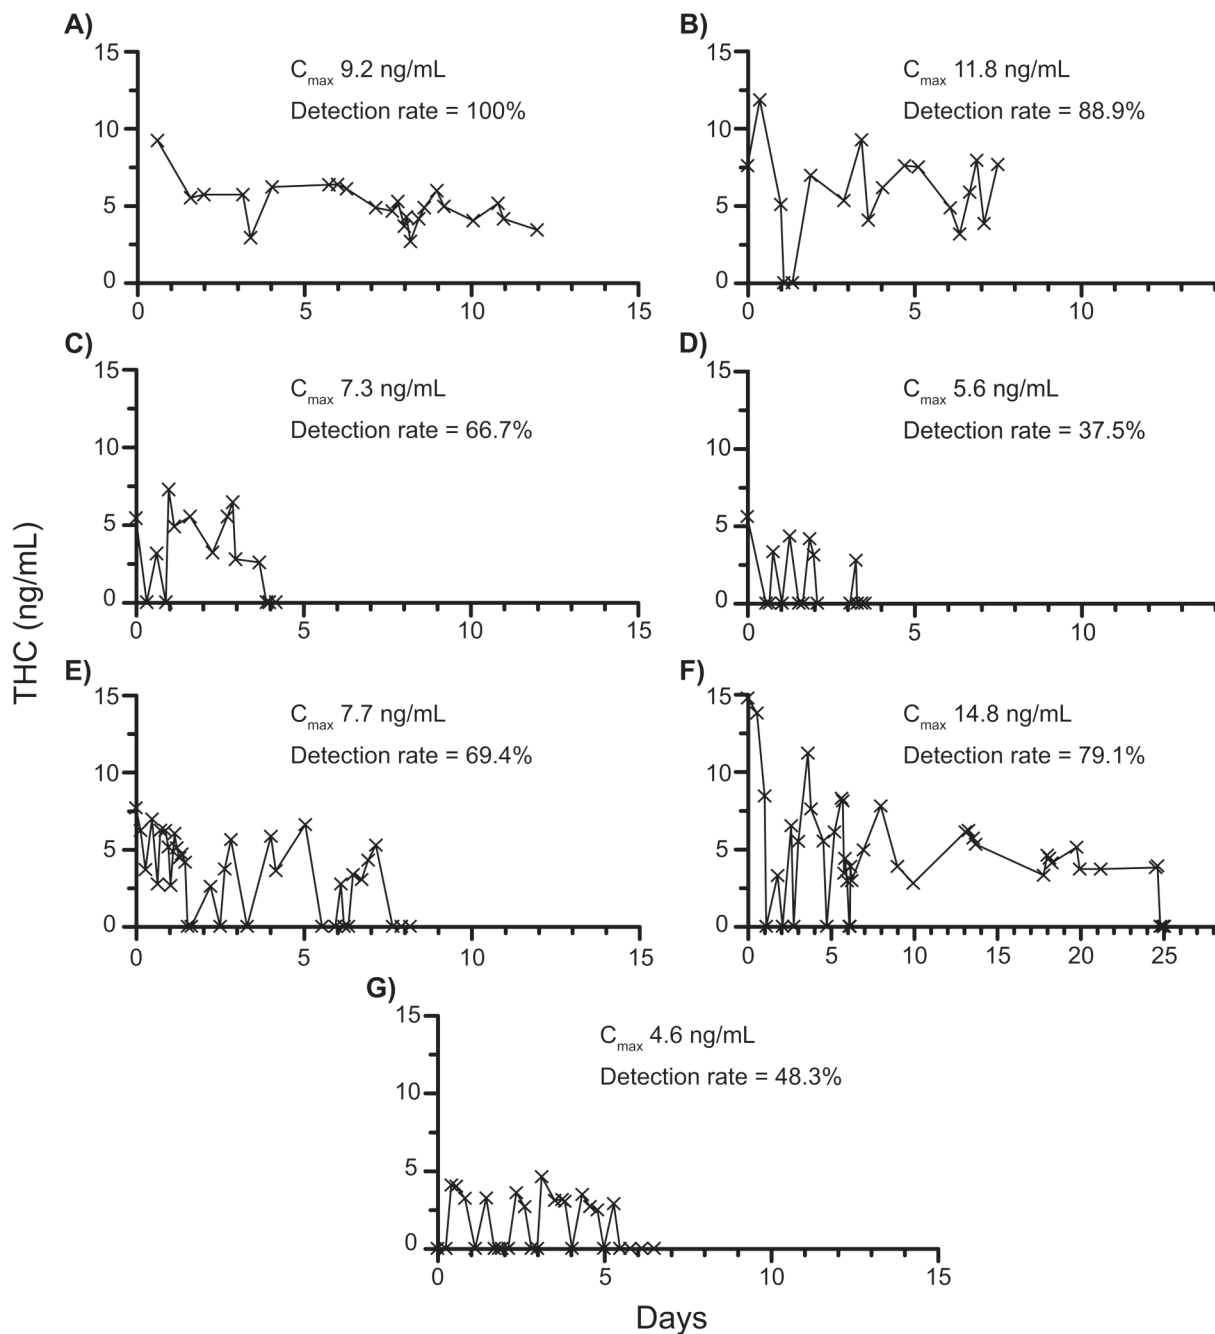 A)
15
10
5
0
C max 9.2 ng/mL
Detection rate = 100%
0 5 10 15
B)
15
10
5
0
C max 11.8 ng/mL
Detection rate = 88.9%
0 5 10
C)
15
10
5
0
C max 7.3 ng/mL
Detection rate = 66.7%
0 5 10 15
D)
15
10
5
0
C max 5.6 ng/mL
Detection rate = 37.5%
0 5 10
THC (ng/mL)
E)
15
10
5
0
C max 7.7 ng/mL
Detection rate = 69.4%
0 5 10 15
F)
15
10
5
0
C max 14.8 ng/mL
Detection rate = 79.1%
0 5 10 15 20 25
G)
15
10
5
0
C max 4.6 ng/mL
Detection rate = 48.3%
0 5 10 15
Days